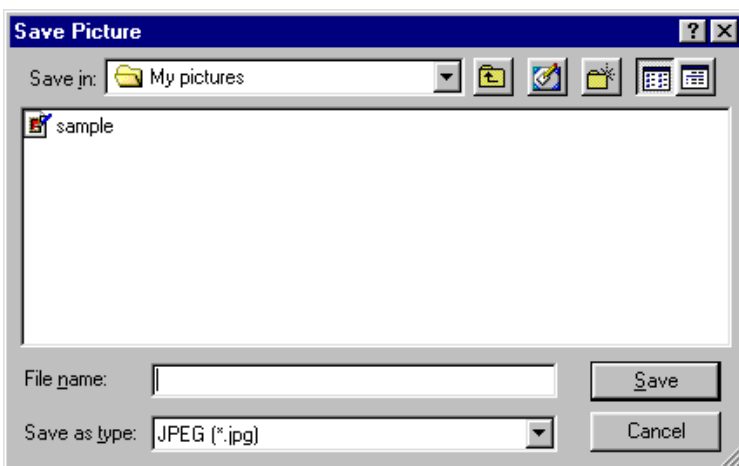 Save Picture
Save in: My pictures
sample
File name: Save
Save as type: JPEG (*.jpg) Cancel